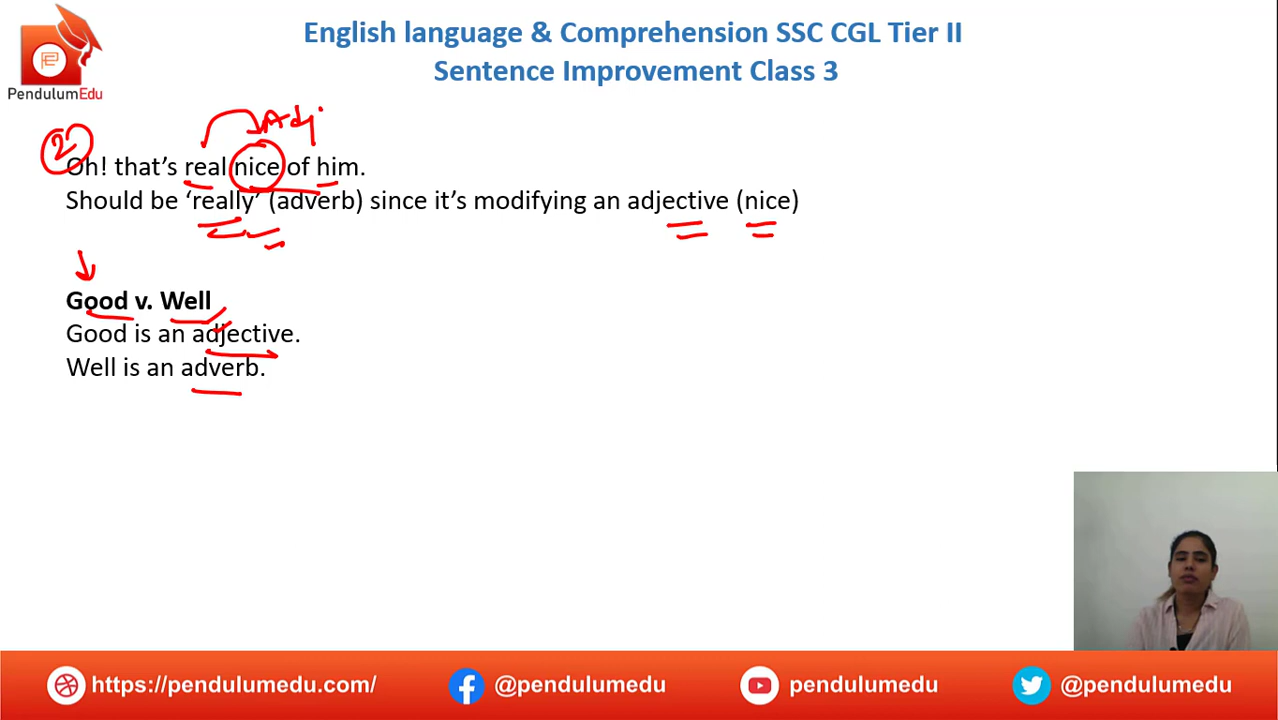 English language & Comprehension SSC CGL Tier II
Sentence Improvement Class 3
PendulumEdu
Adj
2
Oh! that's real nice of him.
Should be ‘really’ (adverb) since it's modifying an adjective (nice)
Good v. Well
Good is an adjective.
Well is an adverb.
https://pendulumedu.com/
@pendulumedu
pendulumedu
@pendulumedu